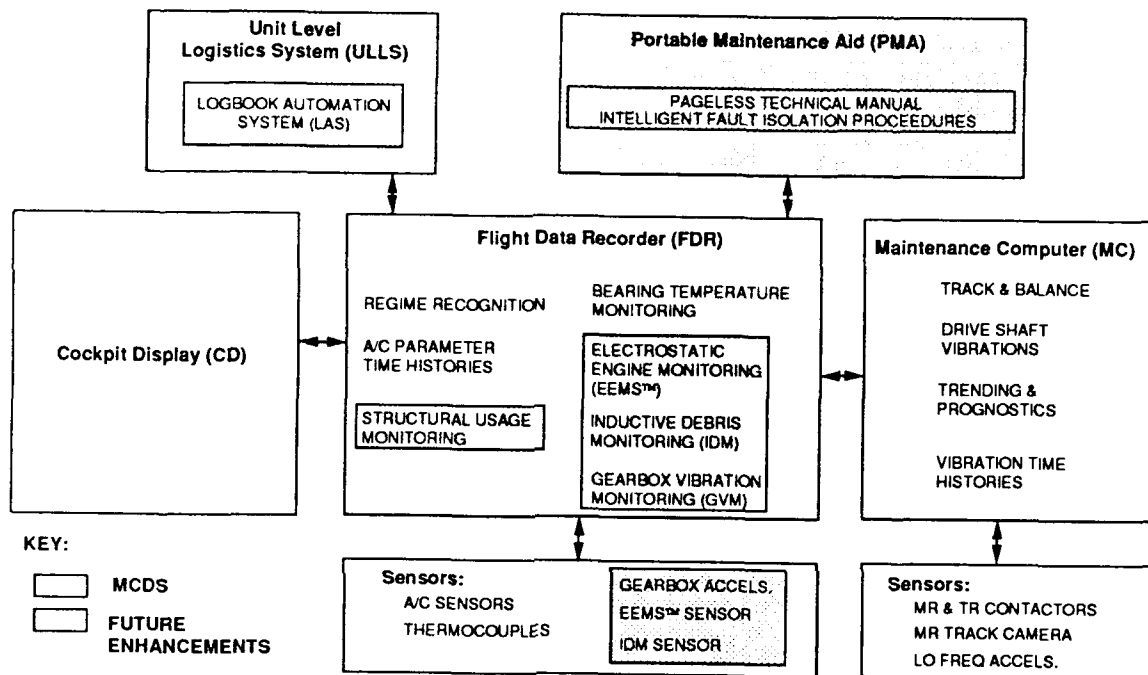 Unit Level
Logistics System (ULLS)
LOGBOOK AUTOMATION
SYSTEM (LAS)
Portable Maintenance Aid (PMA)
PAGELESS TECHNICAL MANUAL
INTELLIGENT FAULT ISOLATION PROCEEDURES
Cockpit Display (CD)
Flight Data Recorder (FDR)
REGIME RECOGNITION
A/C PARAMETER
TIME HISTORIES
STRUCTURAL USAGE
MONITORING
BEARING TEMPERATURE
MONITORING
ELECTROSTATIC
ENGINE MONITORING
(EEMS™)
INDUCTIVE DEBRIS
MONITORING (IDM)
GEARBOX VIBRATION
MONITORING (GVM)
Maintenance Computer (MC)
TRACK & BALANCE
DRIVE SHAFT
VIBRATIONS
TRENDING &
PROGNOSTICS
VIBRATION TIME
HISTORIES
KEY:
MCDS
FUTURE
ENHANCEMENTS
Sensors:
A/C SENSORS
THERMOCOUPLES
GEARBOX ACCELS,
EEMS™ SENSOR
IDM SENSOR
Sensors:
MR & TR CONTACTORS
MR TRACK CAMERA
LO FREQ ACCELS.